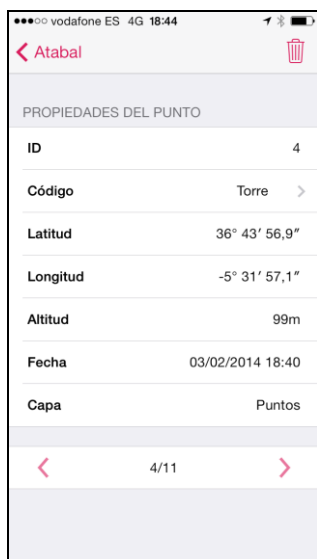 vodafone ES 4G 18:44
Atabal
PROPIEDADES DEL PUNTO
ID 4
Código Torre
Latitud 36° 43′ 56,9″
Longitud -5° 31′ 57,1″
Altitud 99m
Fecha 03/02/2014 18:40
Capa Puntos
4/11